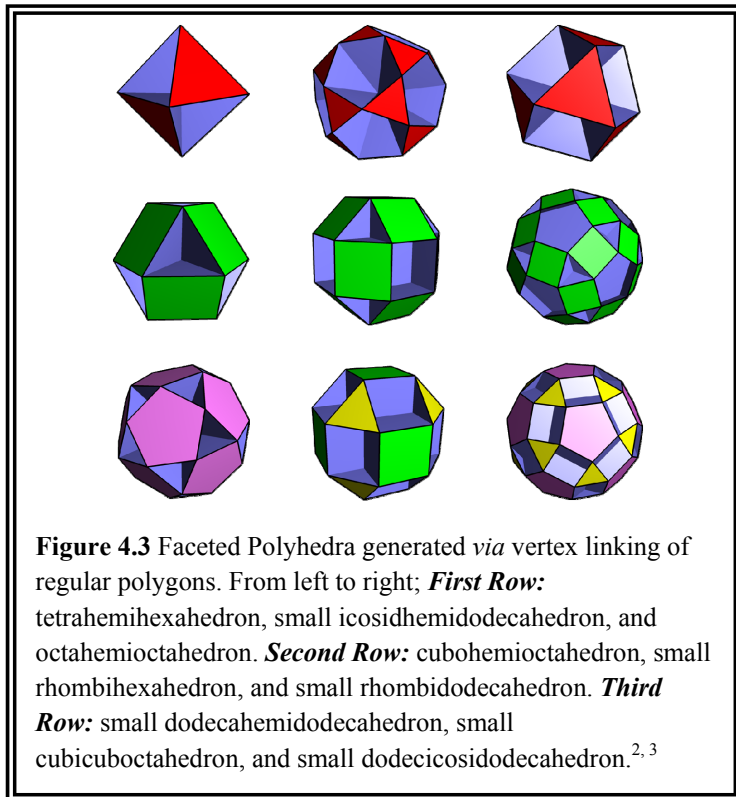 Figure 4.3 Faceted Polyhedra generated via vertex linking of
regular polygons. From left to right; First Row:
tetrahemihexahedron, small icosidhemidodecahedron, and
octahemioctahedron. Second Row: cubohemioctahedron, small
rhombihexahedron, and small rhombidodecahedron. Third
Row: small dodecahemidodecahedron, small
cubicuboctahedron, and small dodecicosidodecahedron.2, 3